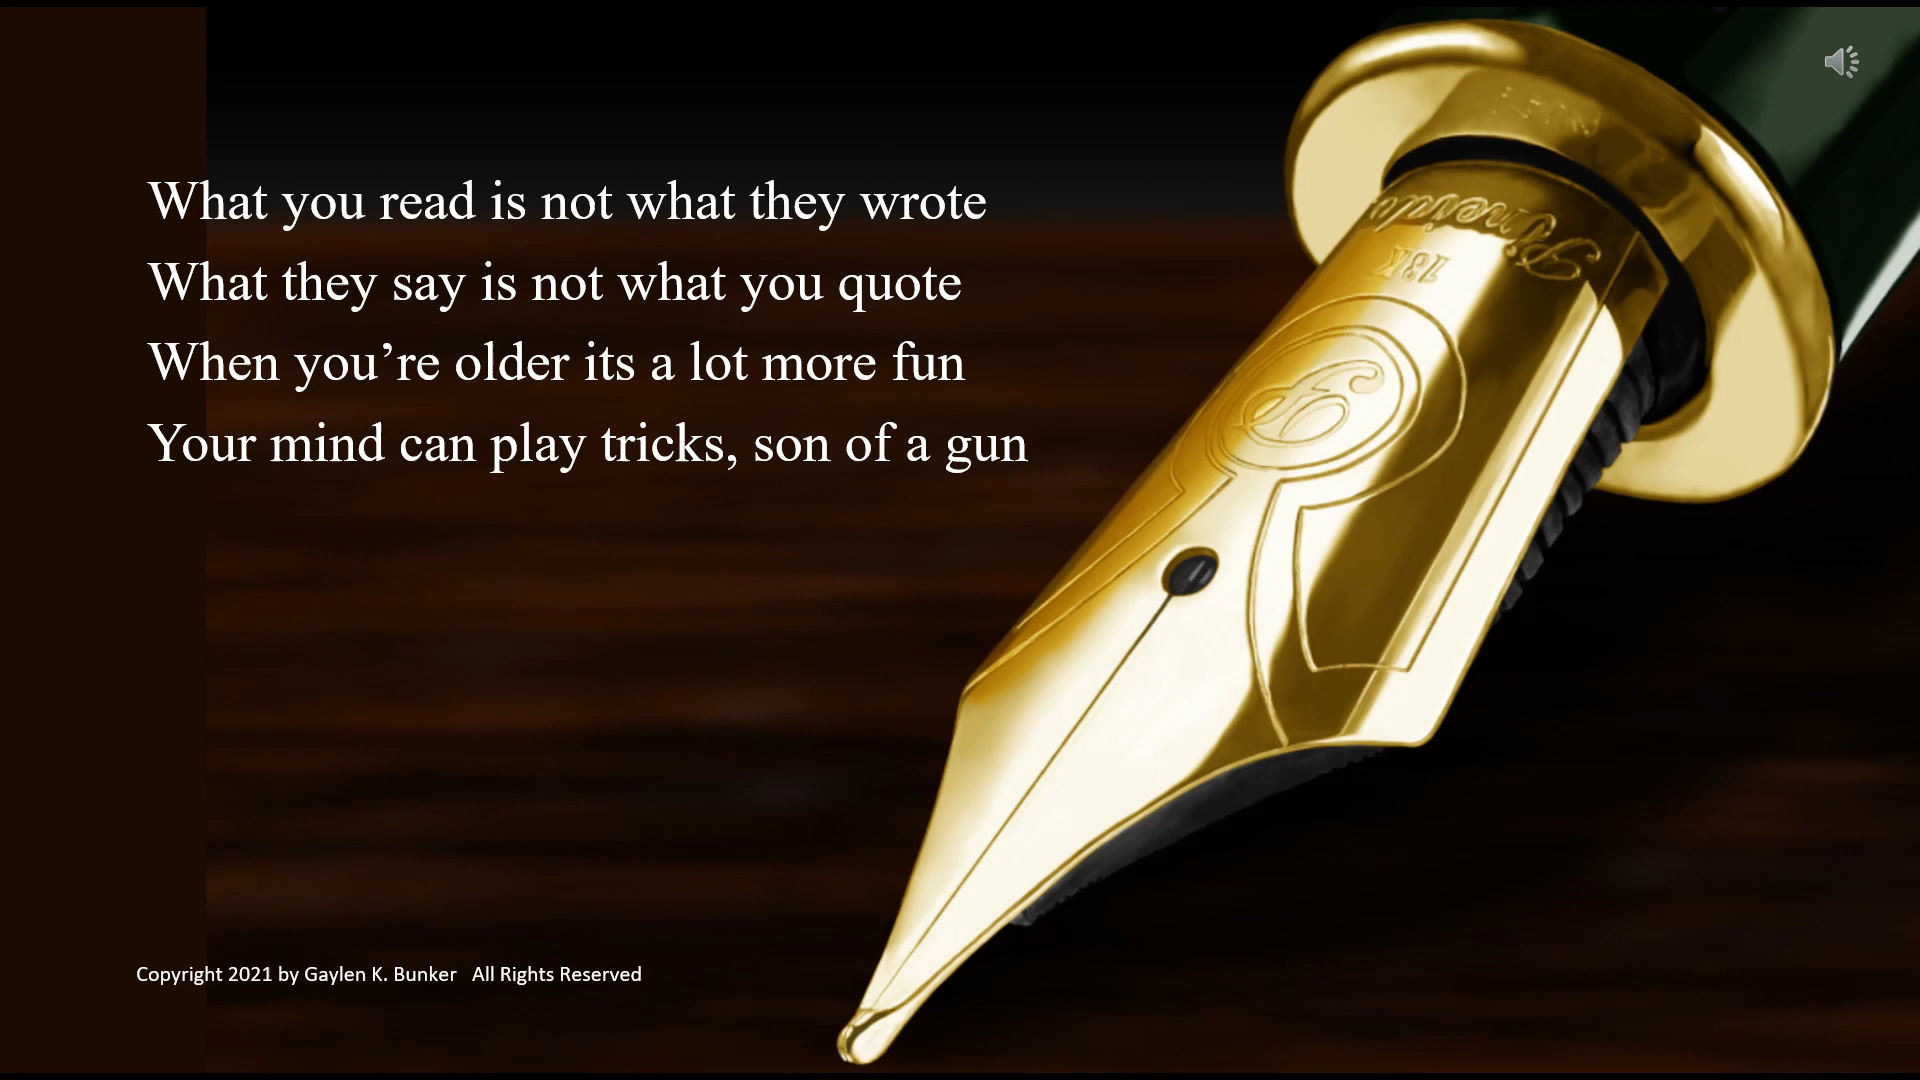 What you read is not what they wrote
What they say is not what you quote
When you’re older its a lot more fun
Your mind can play tricks, son of a gun
18K
Copyright 2021 by Gaylen K. Bunker   All Rights Reserved